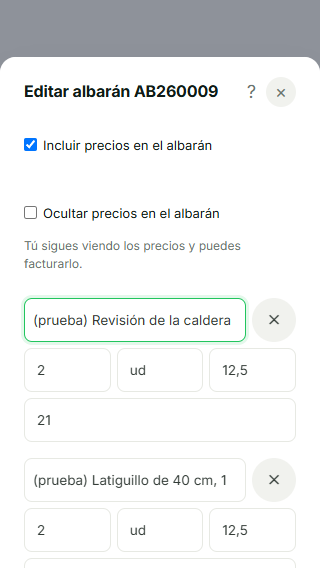 Editar albarán AB260009 ? ×
Incluir precios en el albarán
Ocultar precios en el albarán
Tú sigues viendo los precios y puedes
facturarlo.
(prueba) Revisión de la caldera ×
2 ud 12,5
21
(prueba) Latiguillo de 40 cm, 1 ×
2 ud 12,5